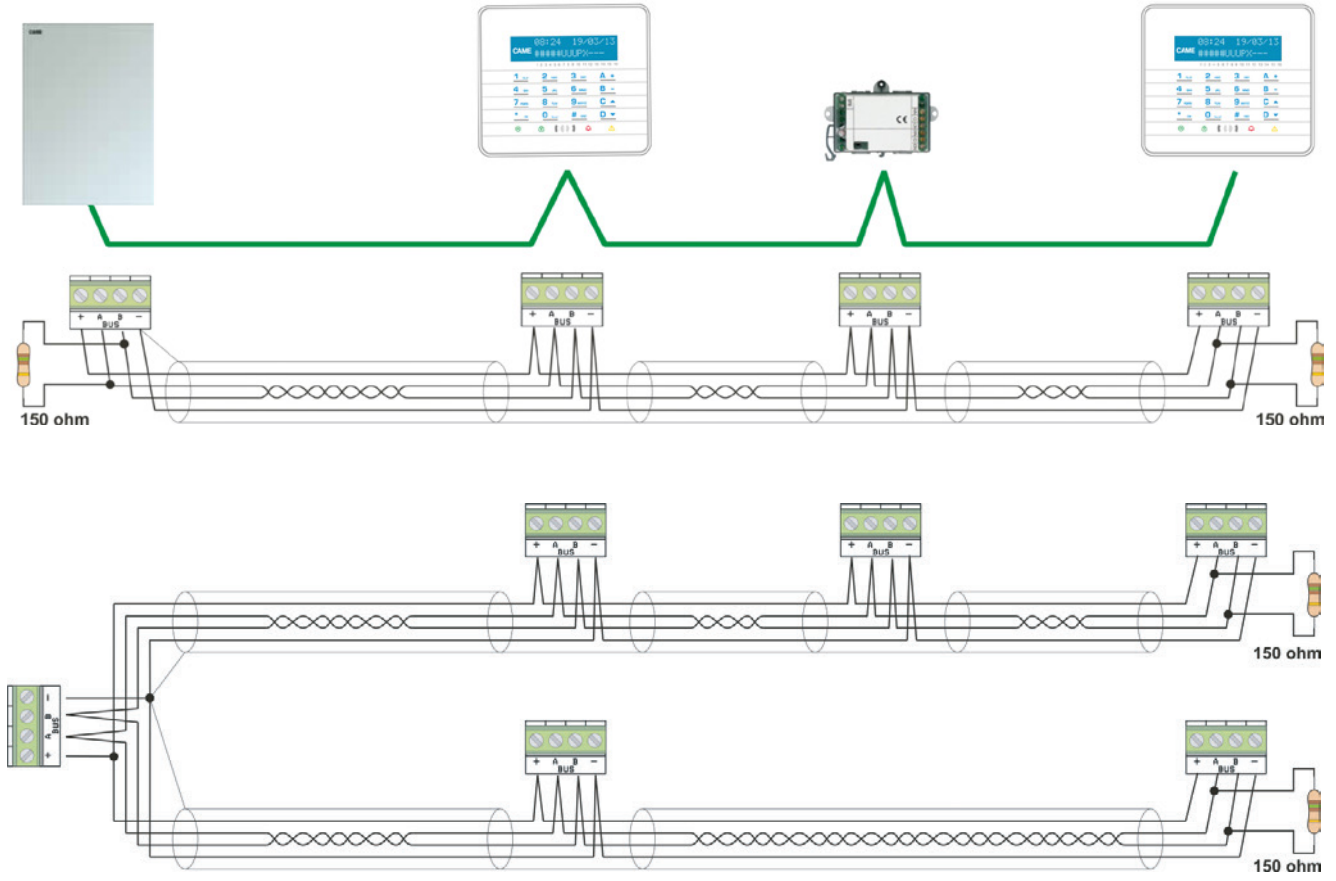 CAME
08:24 19/03/13
CAME #####UUUPX---
1 2 3 A
4 5 6 B -
7 8 9 C
* 0 # D
CE
08:24 19/03/13
CAME #####UUUPX---
1 2 3 A
4 5 6 B -
7 8 9 C
* 0 # D
+ A B −
BUS
+ A B −
BUS
+ A B −
BUS
+ A B −
BUS
150 ohm
150 ohm
+ A B −
BUS
+ A B −
BUS
+ A B −
BUS
150 ohm
+ A B −
BUS
+ A B −
BUS
+ A B −
BUS
150 ohm